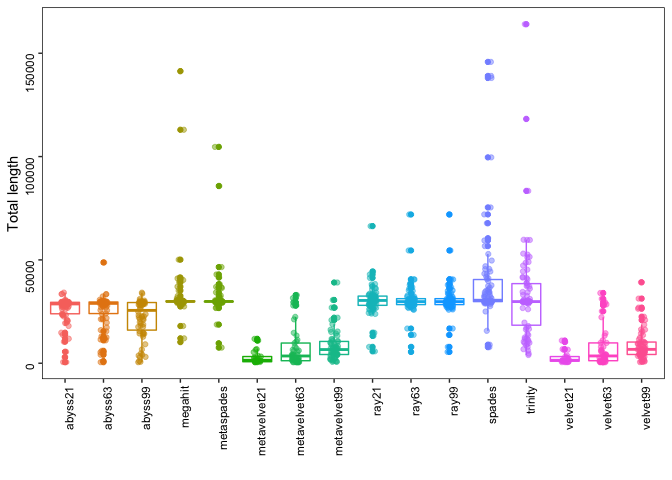 Total length
150000
100000
50000
0
abyss21
abyss63
abyss99
megahit
metaspades
metavelvet21
metavelvet63
metavelvet99
ray21
ray63
ray99
spades
trinity
velvet21
velvet63
velvet99